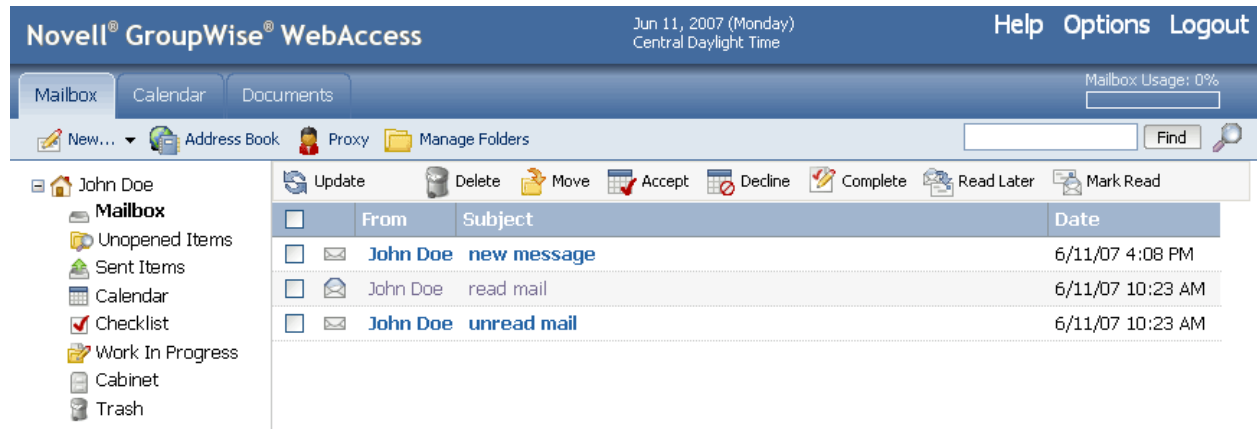 Novell® GroupWise® WebAccess
Jun 11, 2007 (Monday)
Central Daylight Time
Help Options Logout
Mailbox Calendar Documents
Mailbox Usage: 0%
New... Address Book Proxy Manage Folders
Find
John Doe
Mailbox
Unopened Items
Sent Items
Calendar
Checklist
Work In Progress
Cabinet
Trash
Update Delete Move Accept Decline Complete Read Later Mark Read
From Subject Date
John Doe new message 6/11/07 4:08 PM
John Doe read mail 6/11/07 10:23 AM
John Doe unread mail 6/11/07 10:23 AM